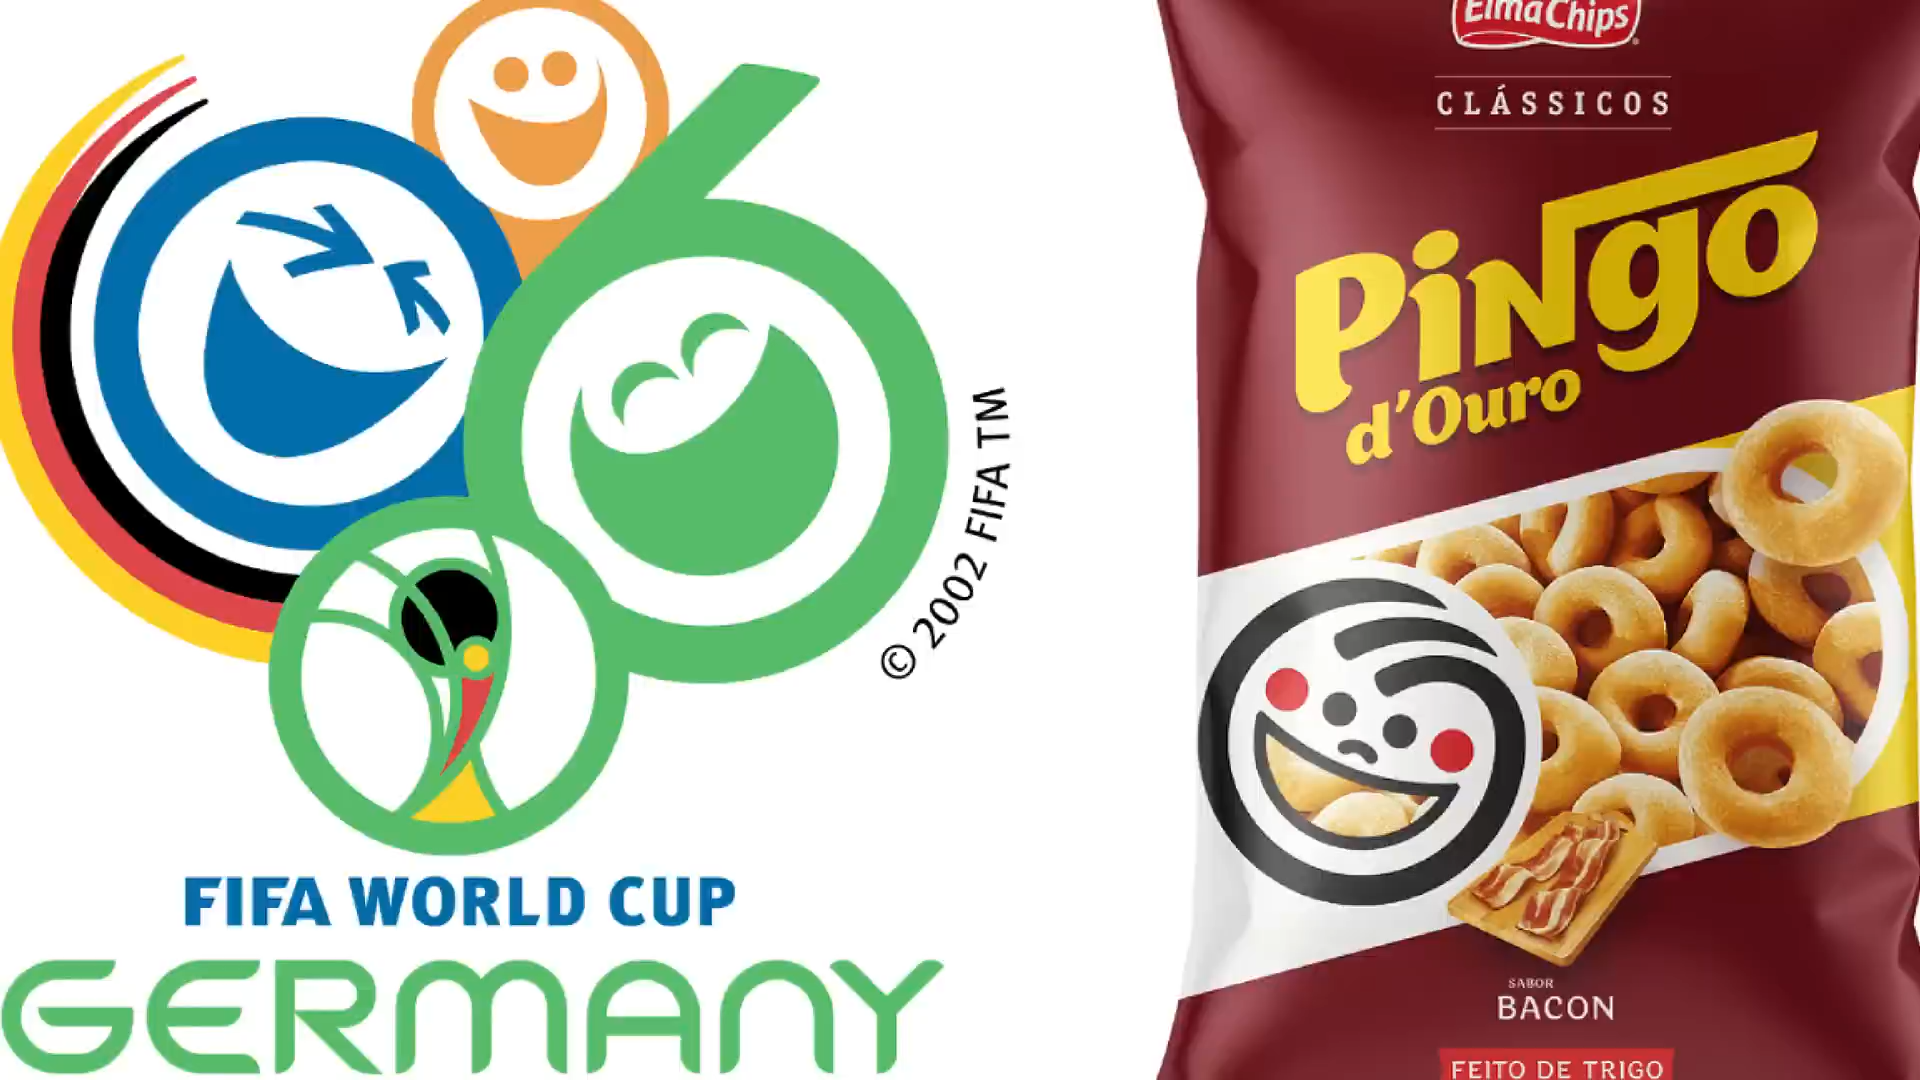 © 2002 FIFA TM
FIFA WORLD CUP
GERMANY
Elma Chips
CLÁSSICOS
PiNgo
d'Ouro
SABOR
BACON
FEITO DE TRIGO